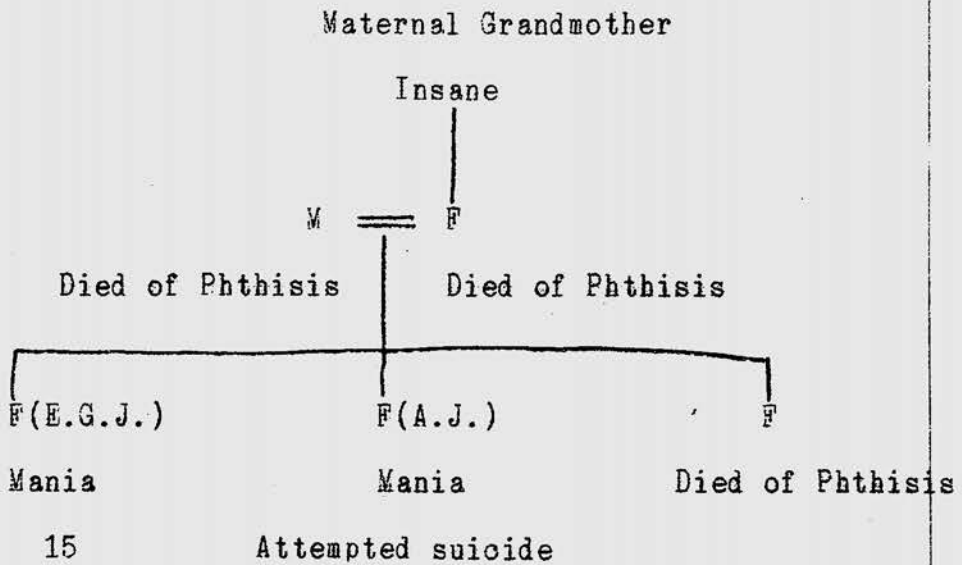 Maternal Grandmother
Insane
M F
Died of Phthisis Died of Phthisis
F(E.G.J.) F(A.J.) F
Mania Mania Died of Phthisis
15 Attempted suicide